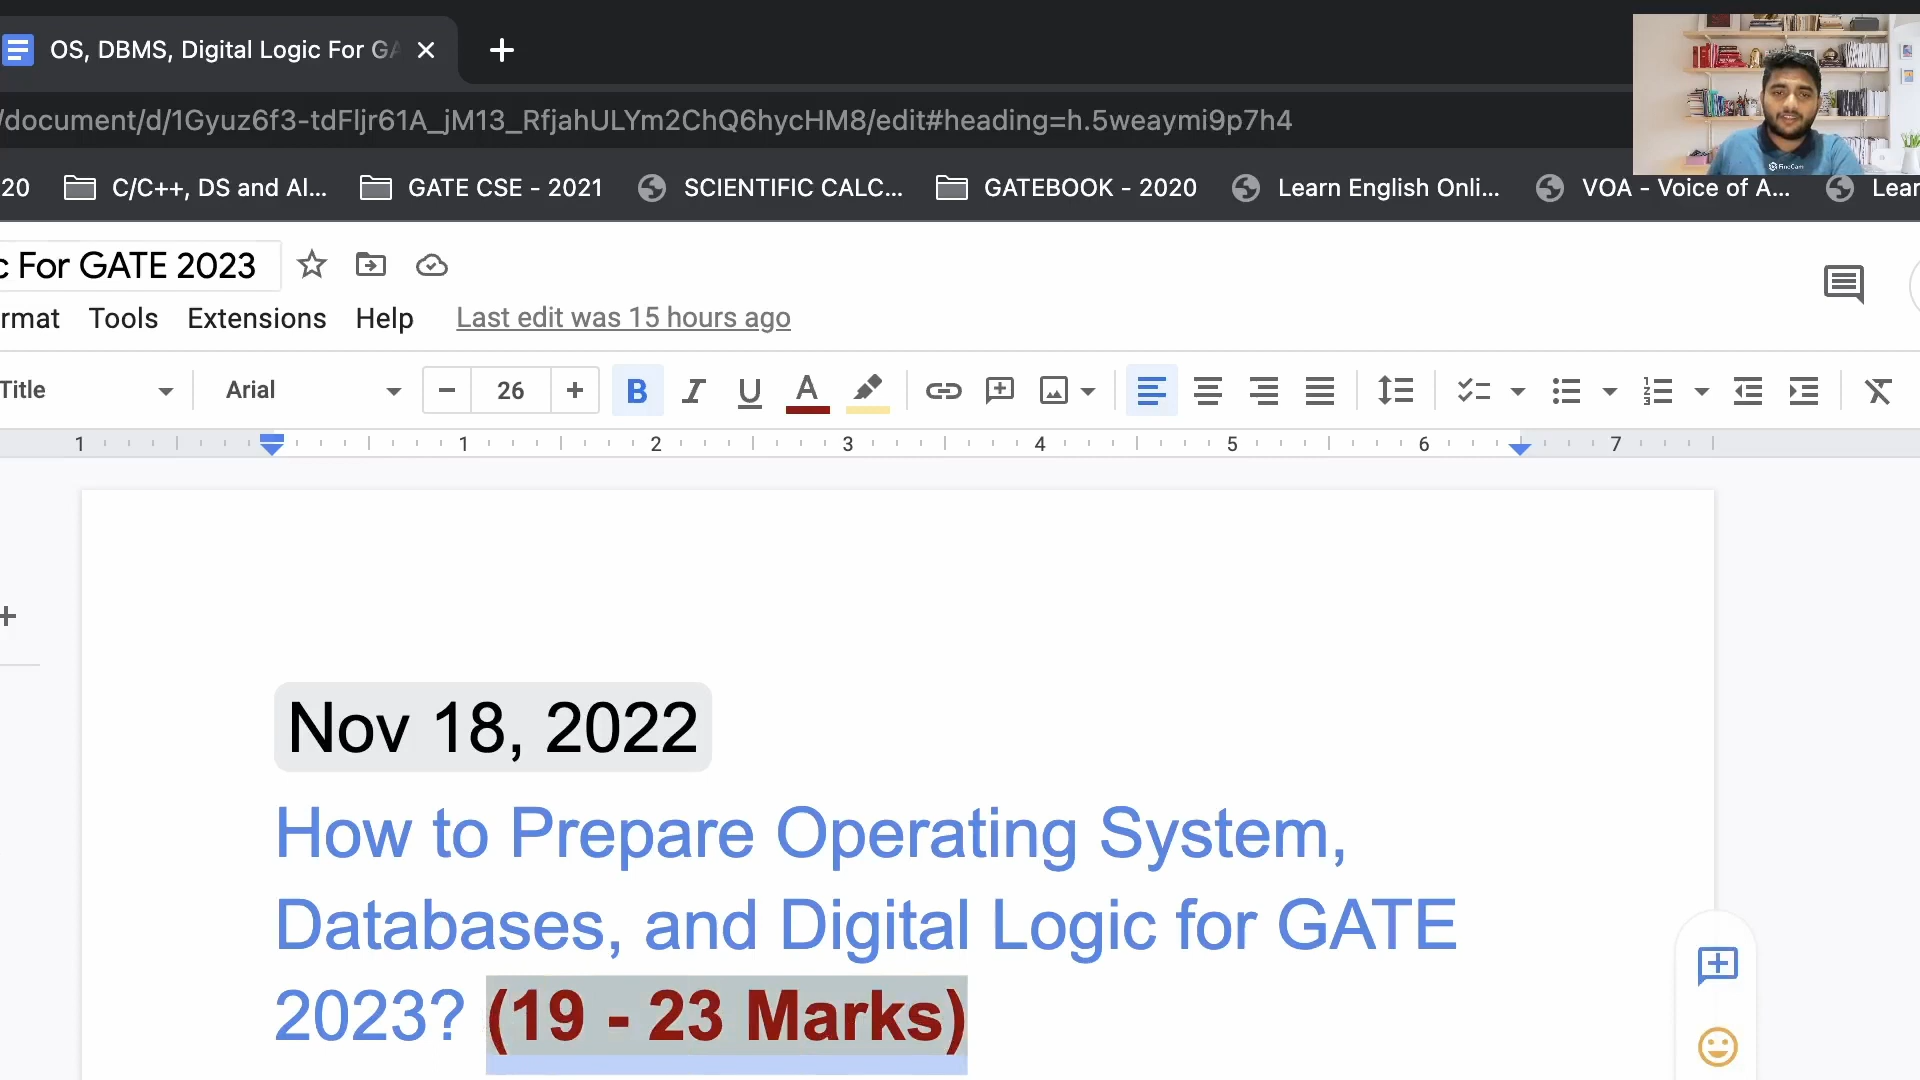 OS, DBMS, Digital Logic For GA
/document/d/1Gyuz6f3-tdFIjr61A_jM13_RfjahULYm2ChQ6hycHM8/edit#heading=h.5weaymi9p7h4
20 C/C++, DS and Al... GATE CSE - 2021 SCIENTIFIC CALC... GATEBOOK - 2020 Learn English Onli... VOA - Voice of A... Lear
FineCam
c For GATE 2023
rmat Tools Extensions Help Last edit was 15 hours ago
Title Arial 26 B I U A
1 1 2 3 4 5 6 7
Nov 18, 2022
How to Prepare Operating System,
Databases, and Digital Logic for GATE
2023? (19 - 23 Marks)